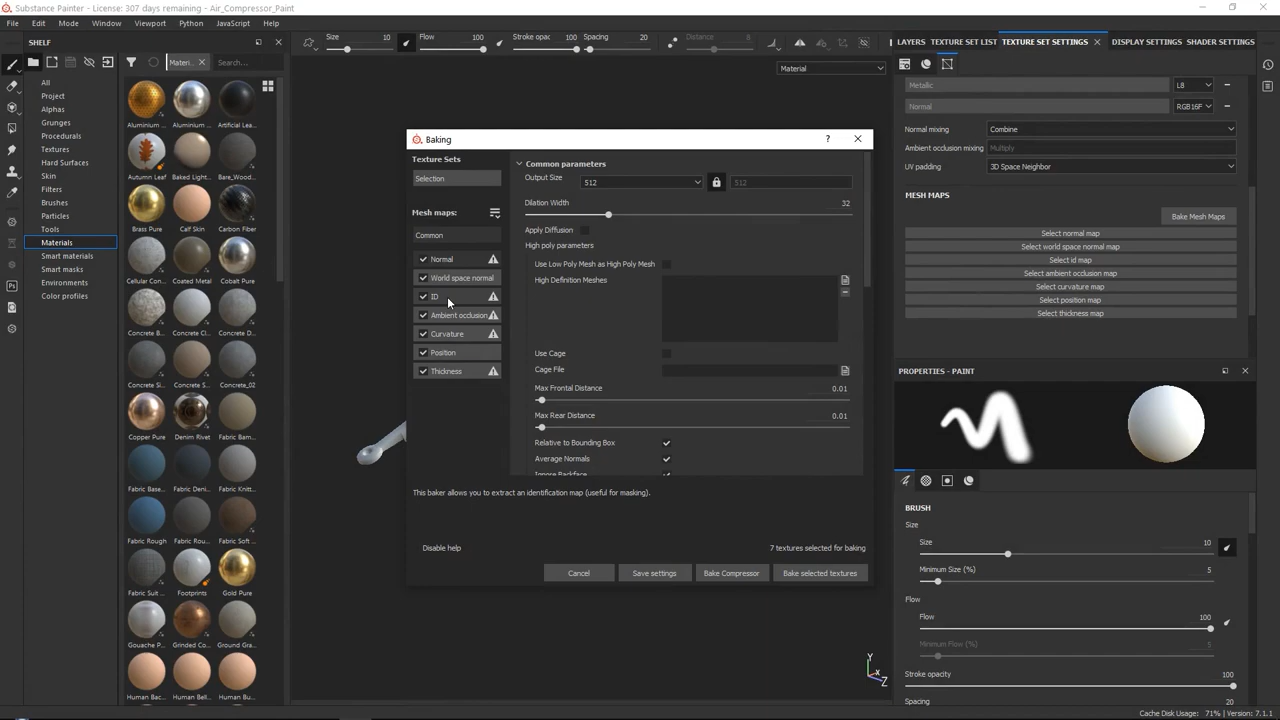 Substance Painter - License: 307 days remaining - Air_Compressor_Paint
File Edit Mode Window Viewport Python JavaScript Help
SHELF
Size 10
Flow 100
Stroke opa... 100
Spacing 20
Distance 8
LAYERS TEXTURE SET LIST TEXTURE SET SETTINGS DISPLAY SETTINGS SHADER SETTINGS
Materi...
Search...
Material
All
Project
Alphas
Grunges
Procedurals
Textures
Hard Surfaces
Skin
Filters
Brushes
Particles
Tools
Materials
Smart materials
Smart masks
Environments
Color profiles
Aluminium ... Aluminium ... Artificial Lea...
Autumn Leaf Baked Light... Bare_Wood...
Brass Pure Calf Skin Carbon Fiber
Cellular Con... Coated Metal Cobalt Pure
Concrete B... Concrete Cl... Concrete D...
Concrete Si... Concrete S... Concrete_02
Copper Pure Denim Rivet Fabric Bam...
Fabric Base... Fabric Deni... Fabric Knitt...
Fabric Rough Fabric Rou... Fabric Soft ...
Fabric Suit ... Footprints Gold Pure
Gouache P... Grinded Co... Ground Gra...
Human Bac... Human Bell... Human Bu...
Baking
?
Texture Sets
Selection
Mesh maps:
Common
Normal
World space normal
ID
Ambient occlusion
Curvature
Position
Thickness
Common parameters
Output Size 512 512
Dilation Width 32
Apply Diffusion
High poly parameters
Use Low Poly Mesh as High Poly Mesh
High Definition Meshes
Use Cage
Cage File
Max Frontal Distance 0.01
Max Rear Distance 0.01
Relative to Bounding Box
Average Normals
Ignore Backface
This baker allows you to extract an identification map (useful for masking).
Disable help
7 textures selected for baking
Cancel Save settings Bake Compressor Bake selected textures
Metallic L8
Normal RGB16F
Normal mixing Combine
Ambient occlusion mixing Multiply
UV padding 3D Space Neighbor
MESH MAPS
Bake Mesh Maps
Select normal map
Select world space normal map
Select id map
Select ambient occlusion map
Select curvature map
Select position map
Select thickness map
PROPERTIES - PAINT
BRUSH
Size
Size 10
Minimum Size (%) 5
Flow
Flow 100
Minimum Flow (%) 5
Stroke opacity 100
Spacing 20
Y
X
Z
Ps
Cache Disk Usage: 71% | Version: 7.1.1